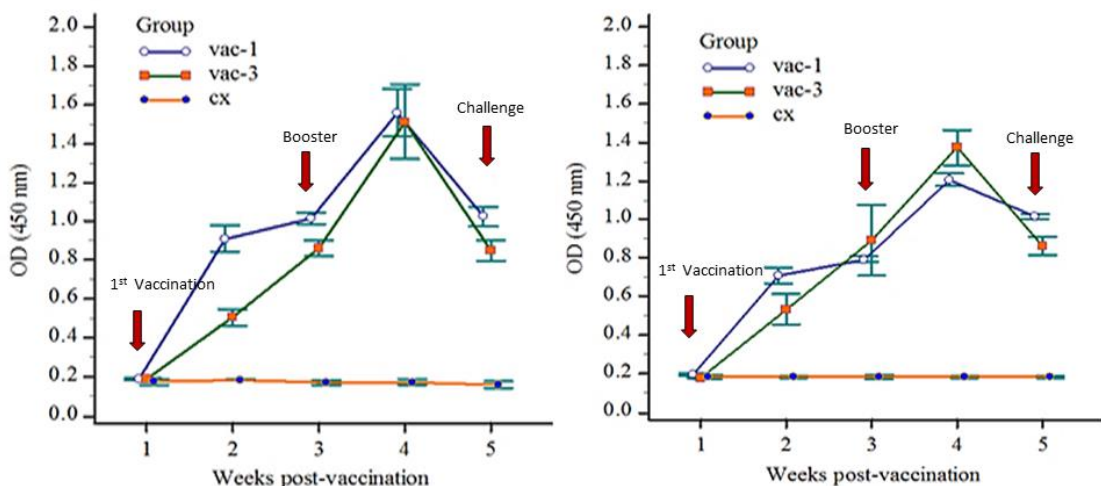 Group
vac-1
vac-3
cx
Challenge
Booster
1st Vaccination
OD (450 nm)
2.0
1.8
1.6
1.4
1.2
1.0
0.8
0.6
0.4
0.2
0.0
1 2 3 4 5
Weeks post-vaccination
Group
vac-1
vac-3
cx
Booster
Challenge
1st Vaccination
OD (450 nm)
2.0
1.8
1.6
1.4
1.2
1.0
0.8
0.6
0.4
0.2
0.0
1 2 3 4 5
Weeks post-vaccination